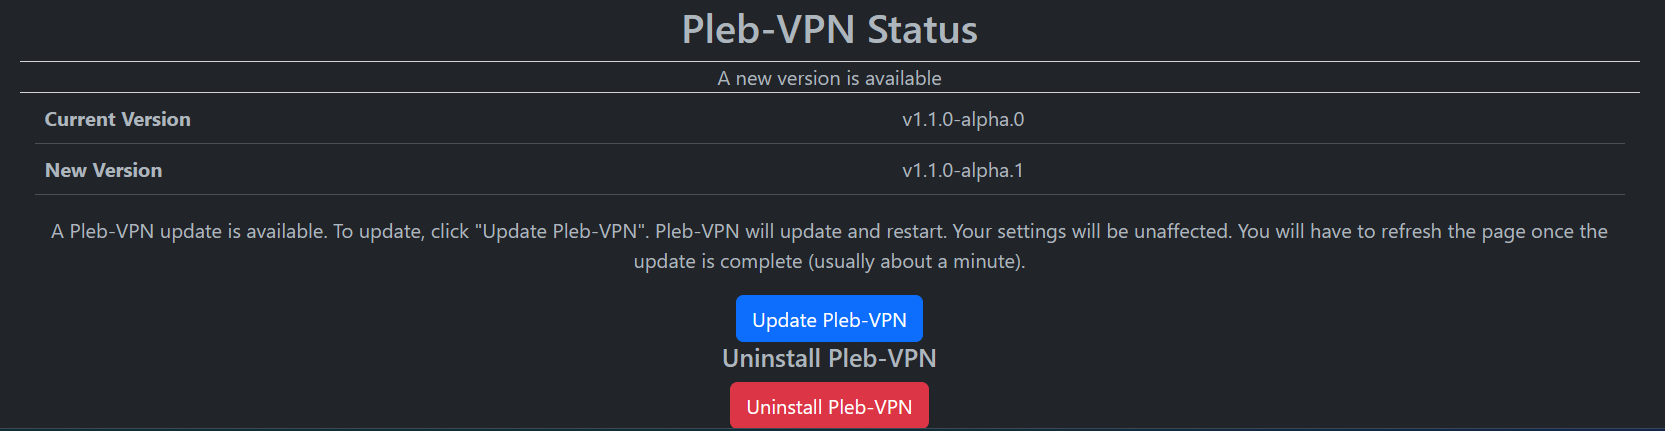 Pleb-VPN Status
A new version is available
Current Version v1.1.0-alpha.0
New Version v1.1.0-alpha.1
A Pleb-VPN update is available. To update, click "Update Pleb-VPN". Pleb-VPN will update and restart. Your settings will be unaffected. You will have to refresh the page once the
update is complete (usually about a minute).
Update Pleb-VPN
Uninstall Pleb-VPN
Uninstall Pleb-VPN